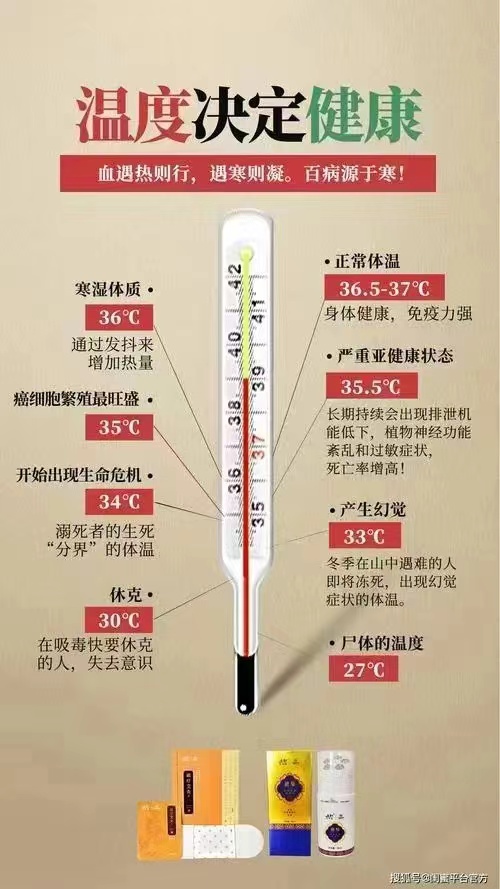 温度决定健康
血遇热则行，遇寒则凝。百病源于寒！
寒湿体质
36℃
通过发抖来
增加热量
癌细胞繁殖最旺盛
35℃
开始出现生命危机
34℃
溺死者的生死
“分界”的体温
休克
30℃
在吸毒快要休克
的人，失去意识
42
41
40
39
38
37
36
35
正常体温
36.5-37℃
身体健康，免疫力强
严重亚健康状态
35.5℃
长期持续会出现排泄机
能低下，植物神经功能
紊乱和过敏症状，
死亡率增高！
产生幻觉
33℃
冬季在山中遇难的人
即将冻死，出现幻觉
症状的体温。
尸体的温度
27℃
搜狐号@闺蜜平台官方